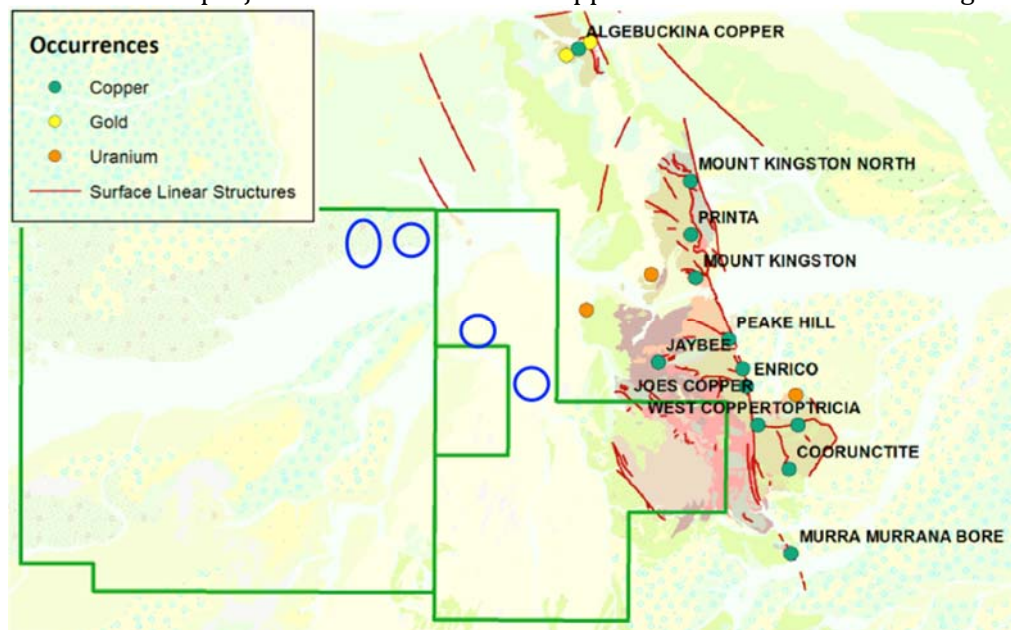 Occurrences
Copper
Gold
Uranium
Surface Linear Structures
ALGEBUCKINA COPPER
MOUNT KINGSTON NORTH
PRINTA
MOUNT KINGSTON
PEAKE HILL
JAYBEE
ENRICO
JOES COPPER
WEST COPPERTOPTRICIA
COORUNCTITE
MURRA MURRANA BORE